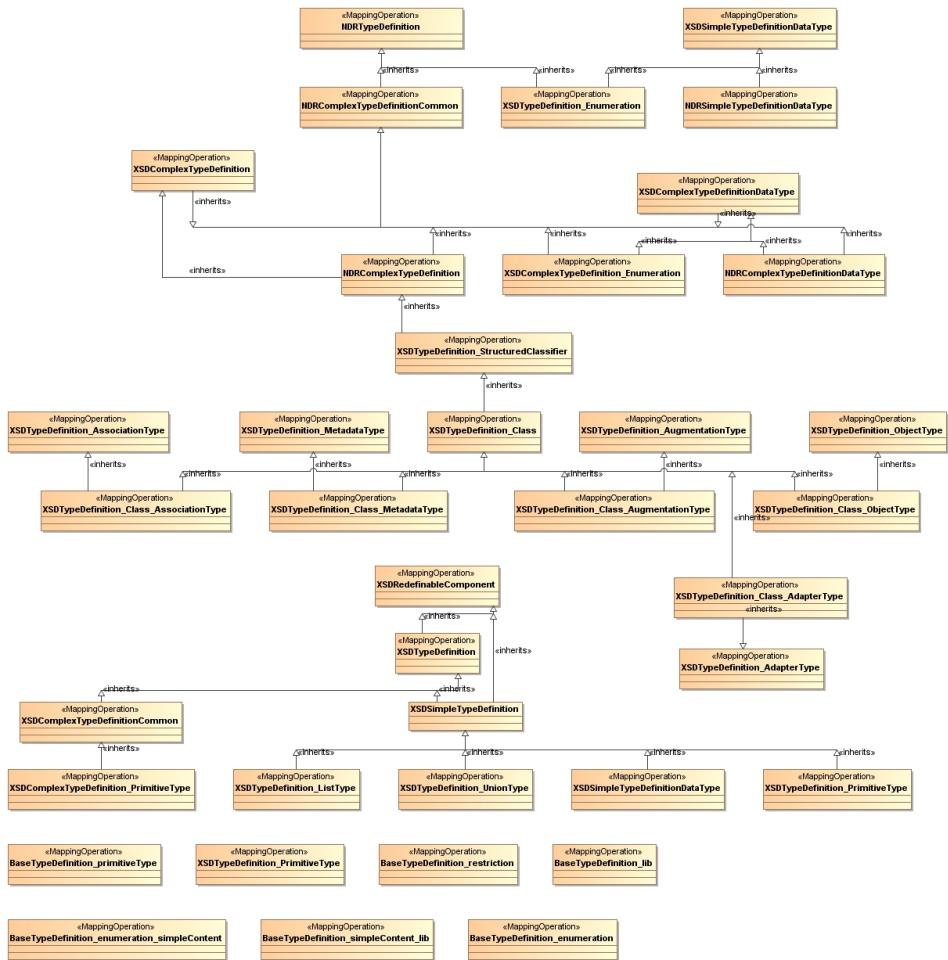 «MappingOperation»
NDRTypeDefinition
«MappingOperation»
XSDSimpleTypeDefinitionDataType
«inherits»
«inherits»
«inherits»
«inherits»
«MappingOperation»
NDRComplexTypeDefinitionCommon
«MappingOperation»
XSDTypeDefinition_Enumeration
«MappingOperation»
NDRSimpleTypeDefinitionDataType
«MappingOperation»
XSDComplexTypeDefinition
«MappingOperation»
XSDComplexTypeDefinitionDataType
«inherits»
«inherits»
«inherits»
«inherits»
«inherits»
«inherits»
«inherits»
«MappingOperation»
NDRComplexTypeDefinition
«MappingOperation»
XSDComplexTypeDefinition_Enumeration
«MappingOperation»
NDRComplexTypeDefinitionDataType
«inherits»
«inherits»
«MappingOperation»
XSDTypeDefinition_StructuredClassifier
«inherits»
«MappingOperation»
XSDTypeDefinition_AssociationType
«MappingOperation»
XSDTypeDefinition_MetadataType
«MappingOperation»
XSDTypeDefinition_Class
«MappingOperation»
XSDTypeDefinition_AugmentationType
«MappingOperation»
XSDTypeDefinition_ObjectType
«inherits»
«inherits»
«inherits»
«inherits»
«inherits»
«inherits»
«inherits»
«inherits»
«MappingOperation»
XSDTypeDefinition_Class_AssociationType
«MappingOperation»
XSDTypeDefinition_Class_MetadataType
«MappingOperation»
XSDTypeDefinition_Class_AugmentationType
«MappingOperation»
XSDTypeDefinition_Class_ObjectType
«inherits»
«MappingOperation»
XSDRedefinableComponent
«MappingOperation»
XSDTypeDefinition_Class_AdapterType
«inherits»
«inherits»
«MappingOperation»
XSDTypeDefinition
«inherits»
«MappingOperation»
XSDTypeDefinition_AdapterType
«inherits»
«inherits»
«MappingOperation»
XSDComplexTypeDefinitionCommon
XSDSimpleTypeDefinition
«inherits»
«inherits»
«inherits»
«inherits»
«inherits»
«MappingOperation»
XSDComplexTypeDefinition_PrimitiveType
«MappingOperation»
XSDTypeDefinition_ListType
«MappingOperation»
XSDTypeDefinition_UnionType
«MappingOperation»
XSDSimpleTypeDefinitionDataType
«MappingOperation»
XSDTypeDefinition_PrimitiveType
«MappingOperation»
BaseTypeDefinition_primitiveType
«MappingOperation»
XSDTypeDefinition_PrimitiveType
«MappingOperation»
BaseTypeDefinition_restriction
«MappingOperation»
BaseTypeDefinition_lib
«MappingOperation»
BaseTypeDefinition_enumeration_simpleContent
«MappingOperation»
BaseTypeDefinition_simpleContent_lib
«MappingOperation»
BaseTypeDefinition_enumeration